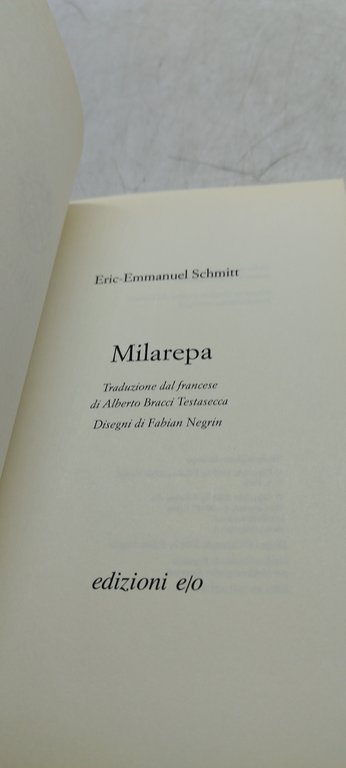 Eric-Emmanuel Schmitt
Milarepa
Traduzione dal francese
di Alberto Bracci Testasecca
Disegni di Fabian Negrin
edizioni e/o